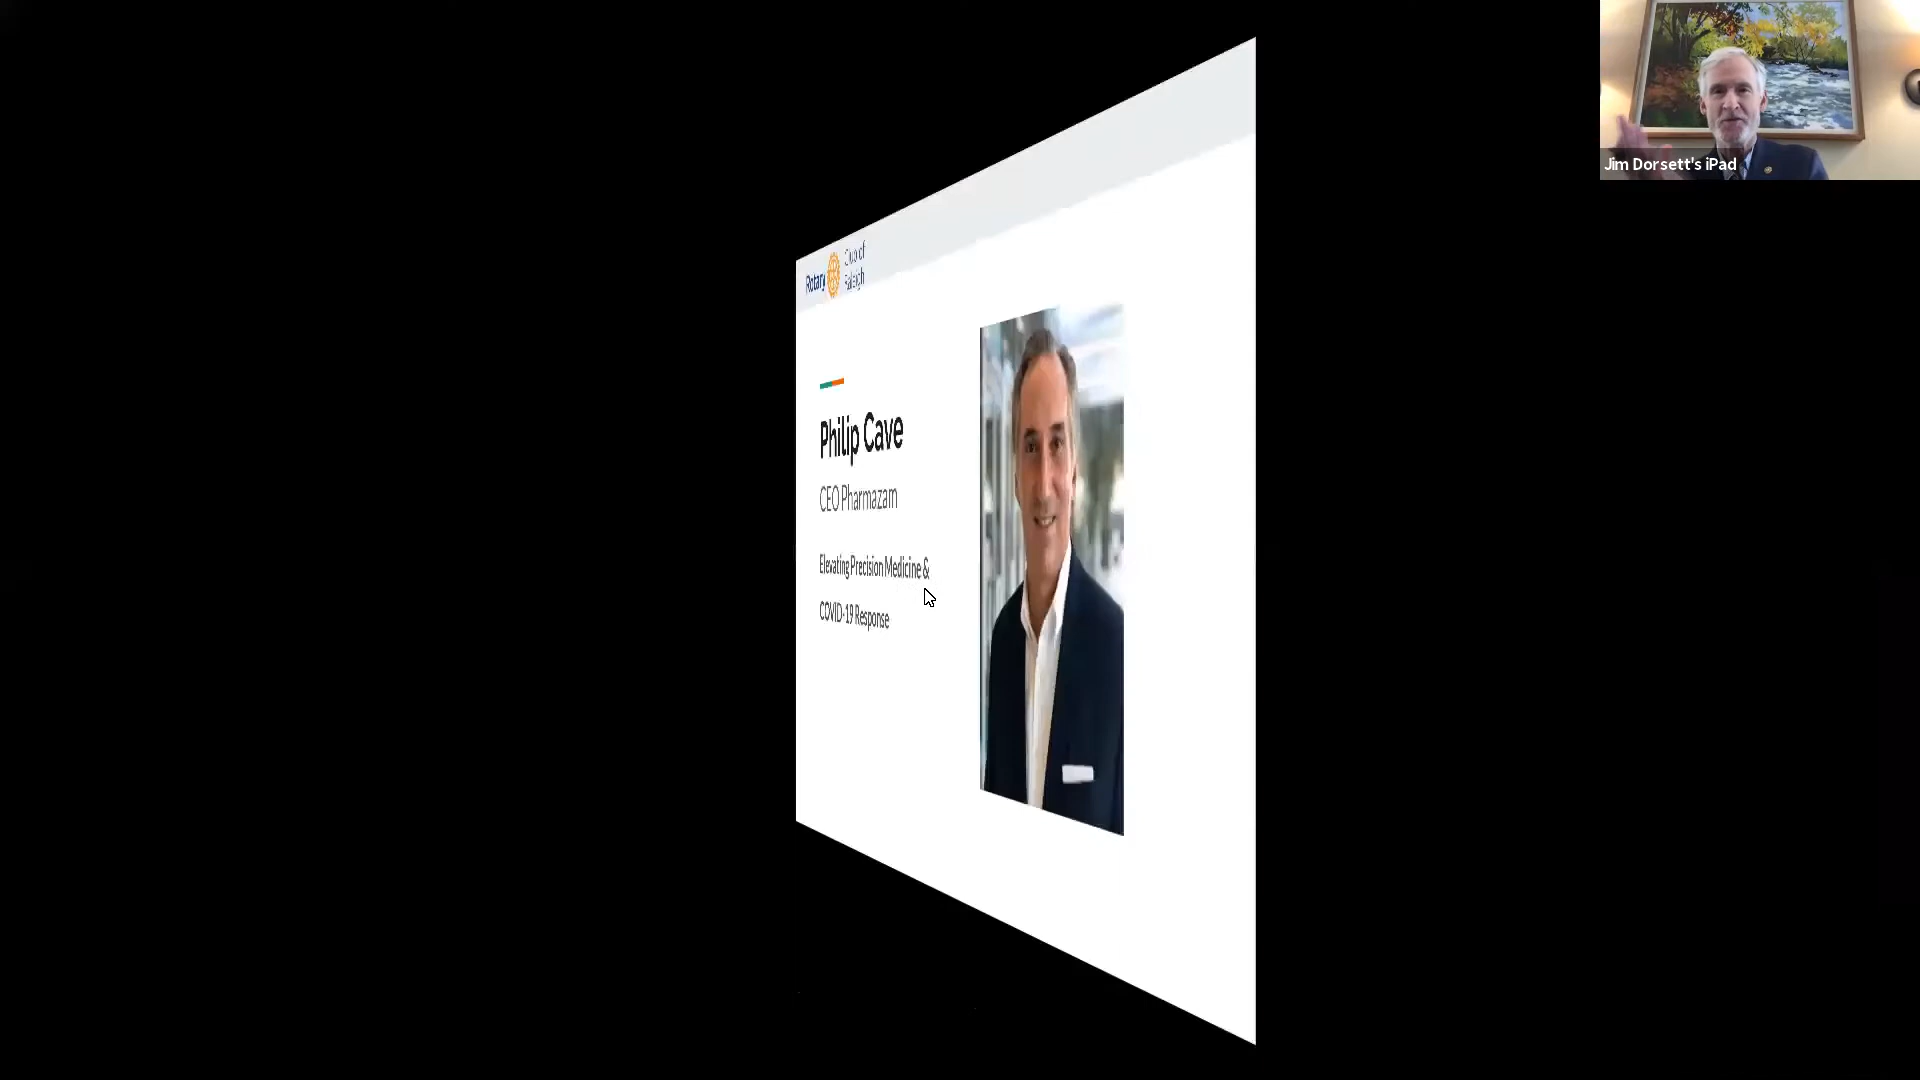 Rotary
Club of
Raleigh
Philip Cave
CEO Pharmazam
Elevating Precision Medicine &
COVID-19 Response
Jim Dorsett's iPad